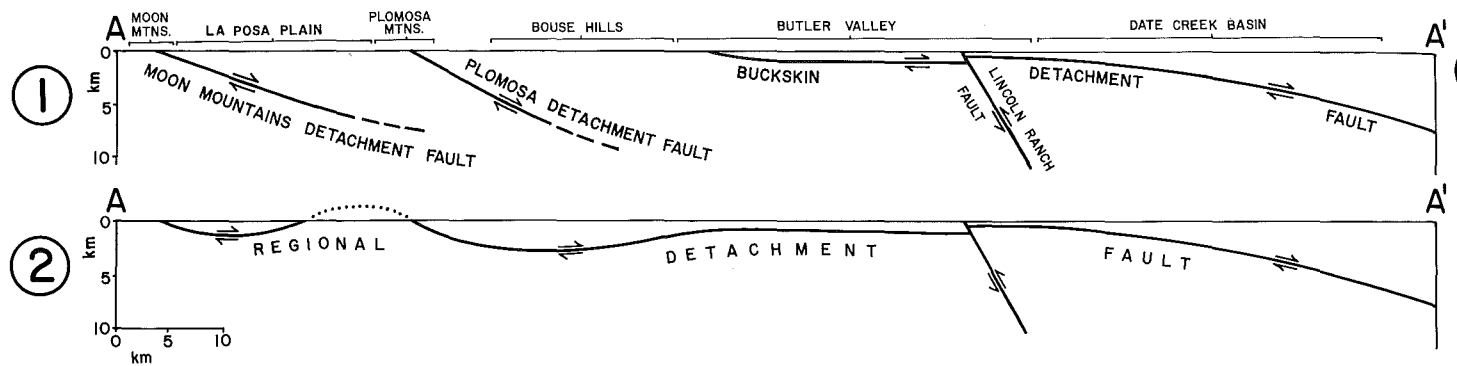 MOON MTNS.
LA POSA PLAIN
PLOMOSA MTNS.
BOUSE HILLS
BUTLER VALLEY
DATE CREEK BASIN
A
A'
1
0
5
10
km
MOON MOUNTAINS DETACHMENT FAULT
PLOMOSA DETACHMENT FAULT
BUCKSKIN
LINCOLN RANCH
FAULT
DETACHMENT
FAULT
A
A'
2
0
5
10
km
REGIONAL
DETACHMENT
FAULT
0 5 10
km